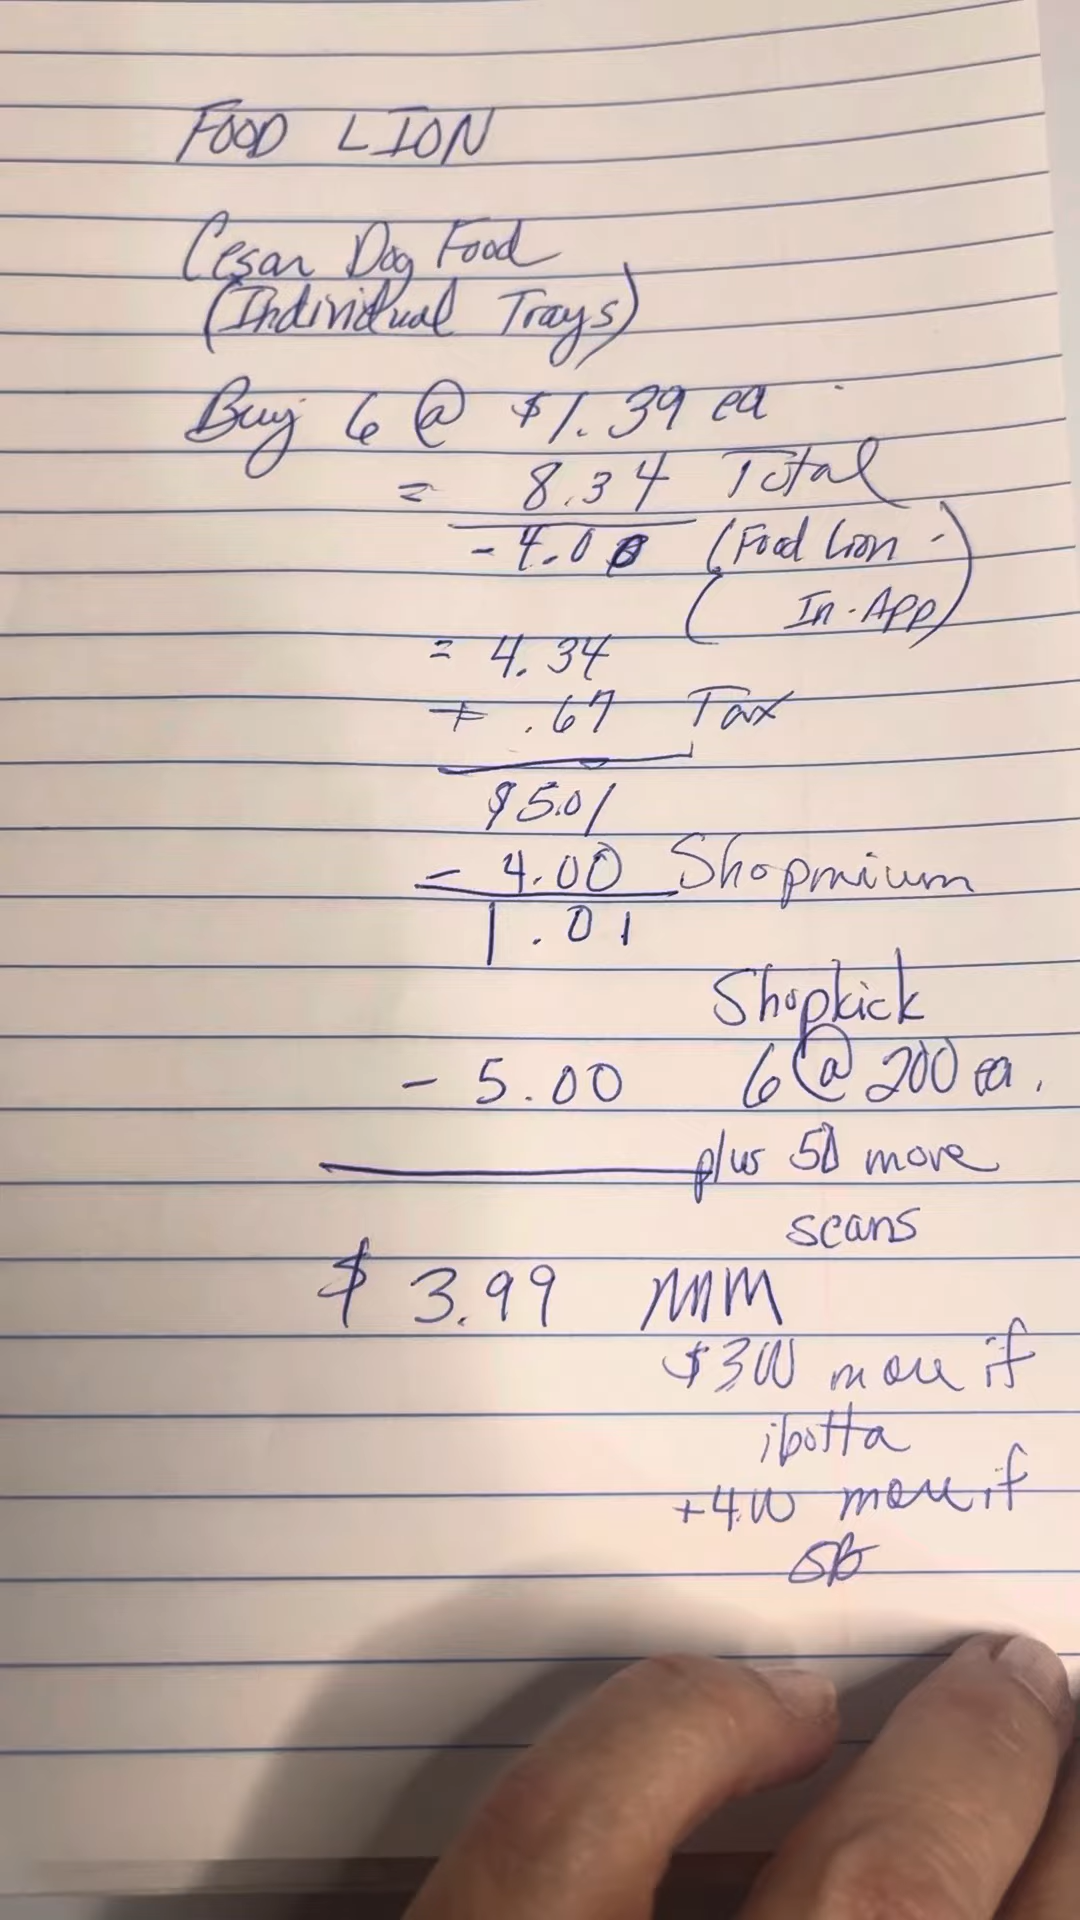 FOOD LION
Cesar Dog Food
(Individual Trays)
Buy 6 @ $1.39 ea
= 8.34 Total
- 4.00 (Food Lion -
( In-App)
= 4.34
+ .67 Tax
$5.01
- 4.00 Shopmium
1.01
Shopkick
- 5.00 6 @ 200 ea.
plus 50 more
scans
$ 3.99 MM
$3.00 more if
ibotta
+4.00 more if
SB